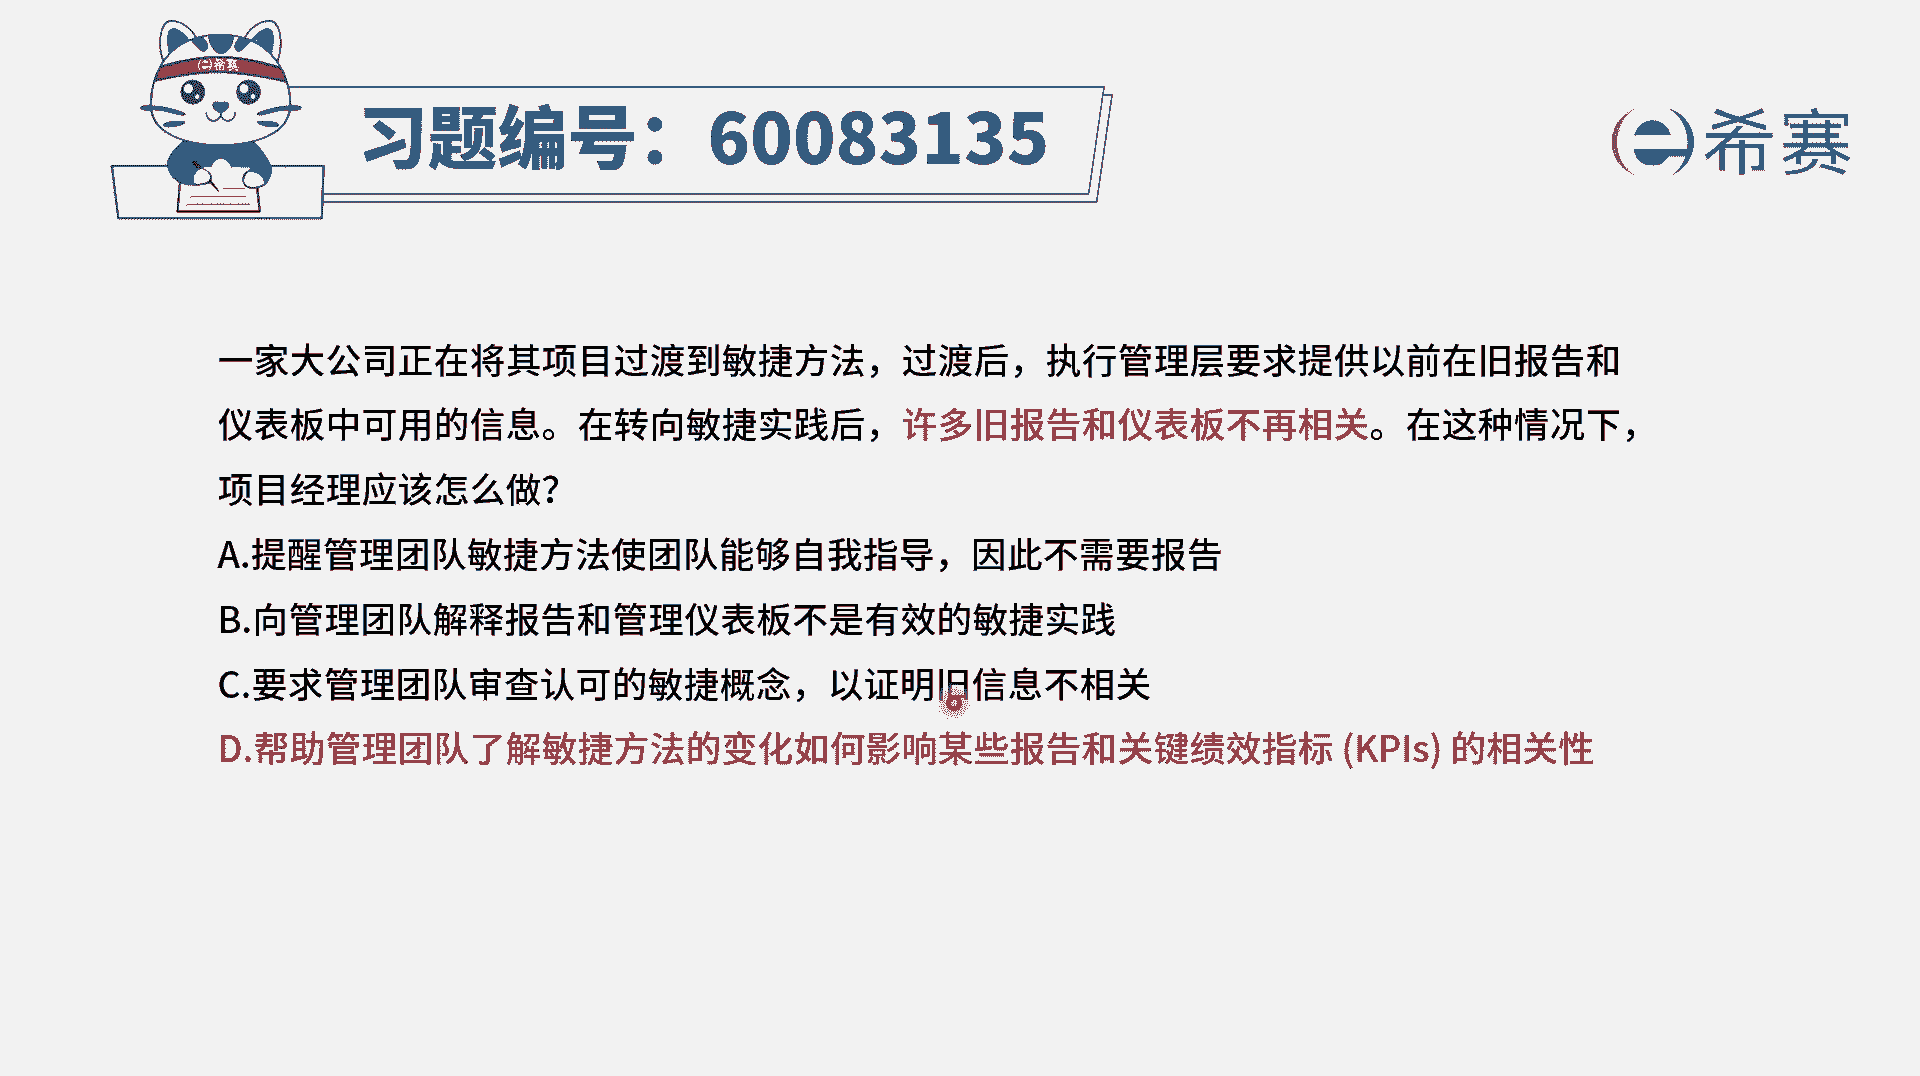 希赛
习题编号：60083135
希赛
一家大公司正在将其项目过渡到敏捷方法，过渡后，执行管理层要求提供以前在旧报告和
仪表板中可用的信息。在转向敏捷实践后，许多旧报告和仪表板不再相关。在这种情况下，
项目经理应该怎么做？
A.提醒管理团队敏捷方法使团队能够自我指导，因此不需要报告
B.向管理团队解释报告和管理仪表板不是有效的敏捷实践
C.要求管理团队审查认可的敏捷概念，以证明旧信息不相关
D.帮助管理团队了解敏捷方法的变化如何影响某些报告和关键绩效指标 (KPIs) 的相关性